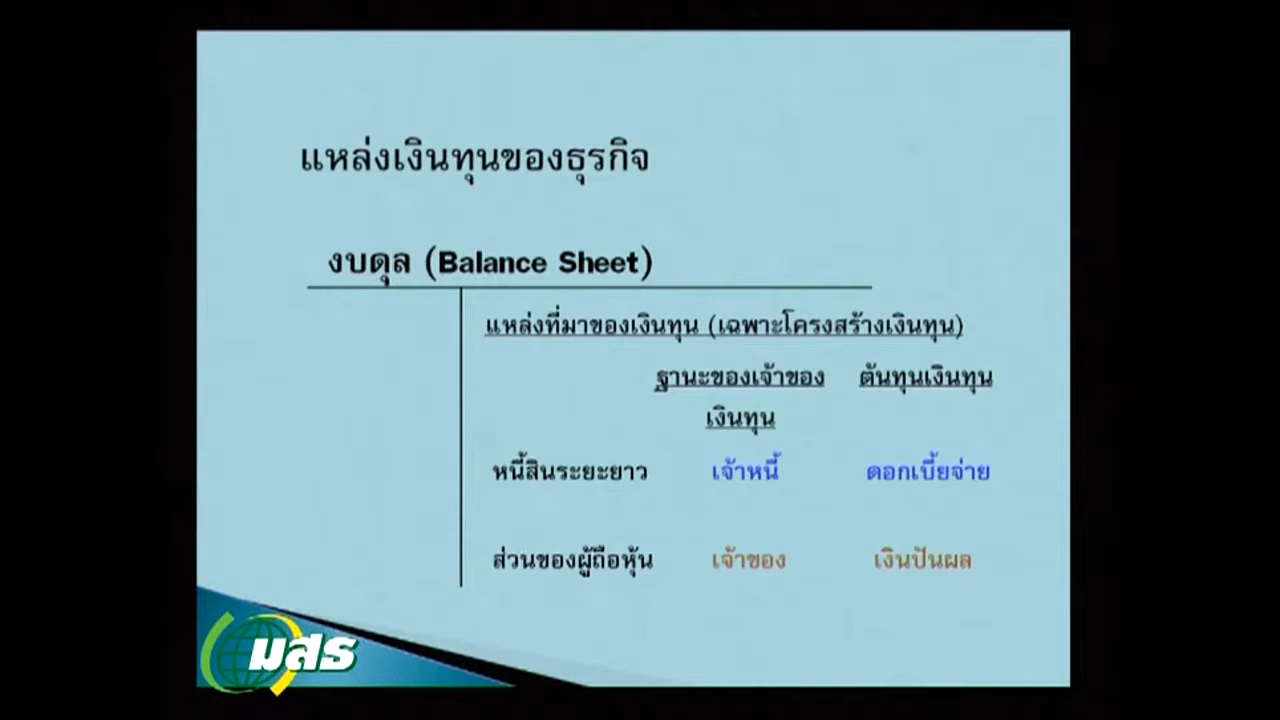 แหล่งเงินทุนของธุรกิจ
งบดุล (Balance Sheet)
แหล่งที่มาของเงินทุน (เฉพาะโครงสร้างเงินทุน)
ฐานะของเจ้าของ ต้นทุนเงินทุน
เงินทุน
หนี้สินระยะยาว เจ้าหนี้ ดอกเบี้ยจ่าย
ส่วนของผู้ถือหุ้น เจ้าของ เงินปันผล
มสธ